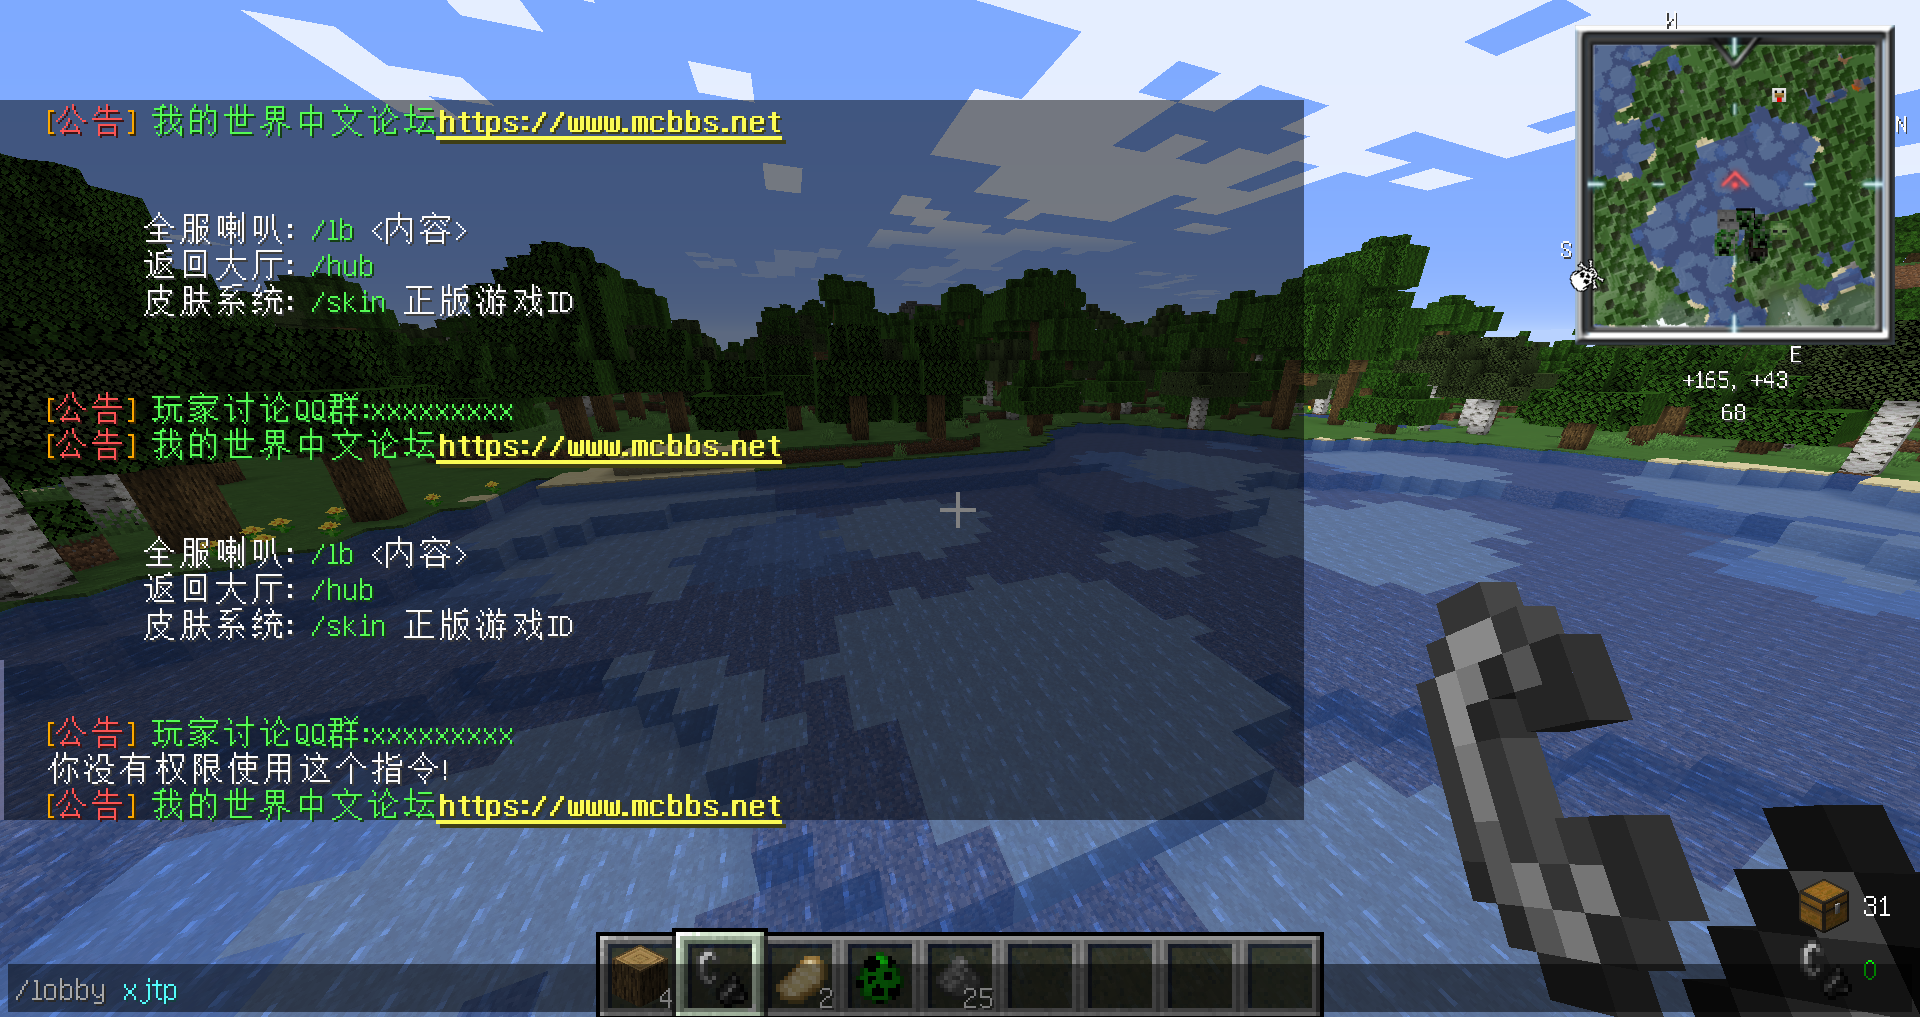 [公告] 我的世界中文论坛https://www.mcbbs.net
全服喇叭: /lb <内容>
返回大厅: /hub
皮肤系统: /skin 正版游戏ID
[公告] 玩家讨论QQ群:xxxxxxxxx
[公告] 我的世界中文论坛https://www.mcbbs.net
全服喇叭: /lb <内容>
返回大厅: /hub
皮肤系统: /skin 正版游戏ID
[公告] 玩家讨论QQ群:xxxxxxxxx
你没有权限使用这个指令!
[公告] 我的世界中文论坛https://www.mcbbs.net
/lobby xjtp
N
S
E
+165, +43
68
31
0
4
2
25